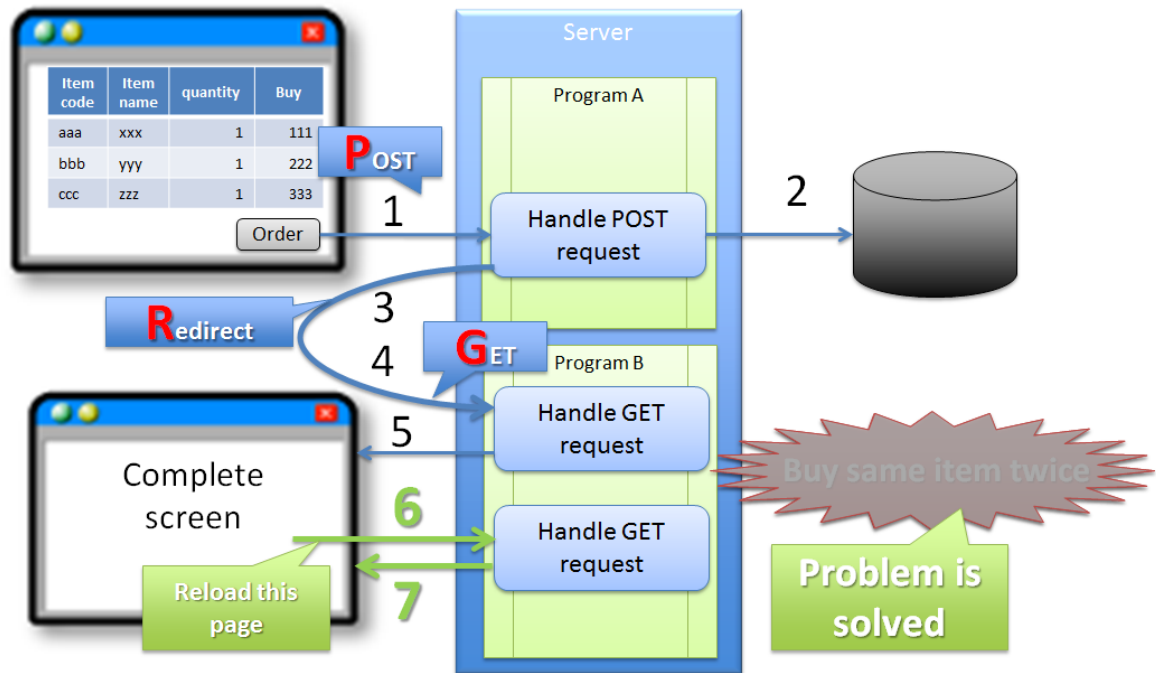 Server
Program A
Item code
Item name
quantity
Buy
aaa xxx 1 111
bbb yyy 1 222
ccc zzz 1 333
Order
POST
1
Handle POST
request
2
Redirect
3
4
GET
Program B
Handle GET
request
5
Complete
screen
Buy same item twice
6
Handle GET
request
7
Reload this
page
Problem is
solved